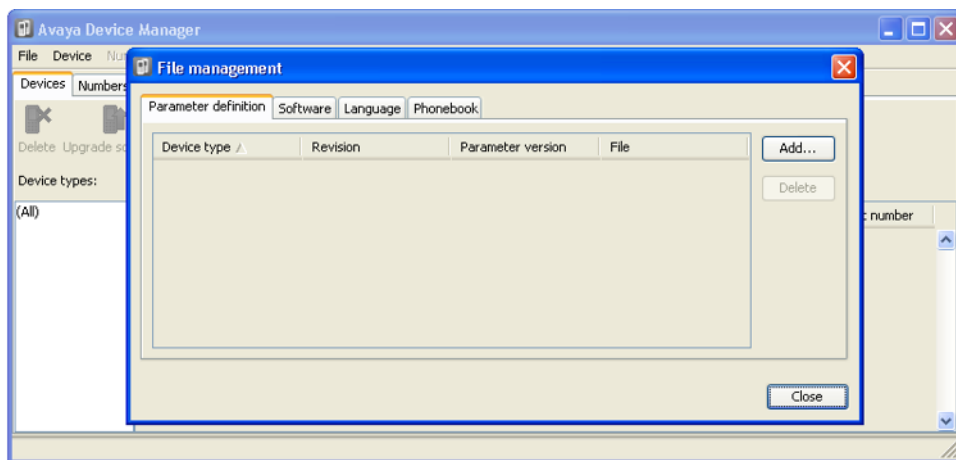 Avaya Device Manager
File Device
File management
Devices Numbers
Parameter definition Software Language Phonebook
Delete Upgrade
Device type Revision Parameter version File
Add...
Device types:
Delete
(All)
number
Close